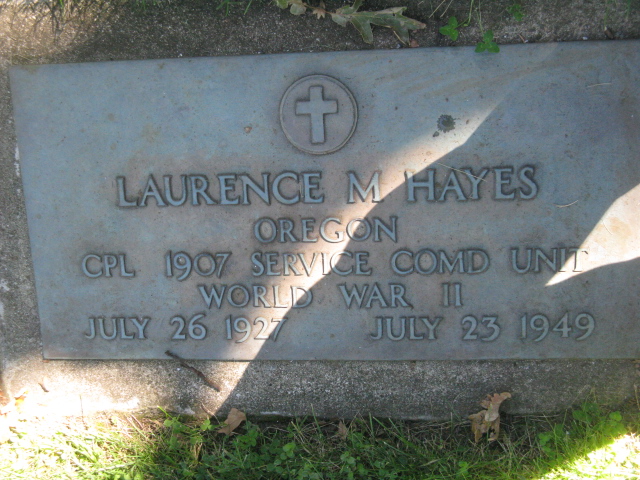 LAURENCE M HAYES
OREGON
CPL 1907 SERVICE COMD UNIT
WORLD WAR II
JULY 26 1927 JULY 23 1949